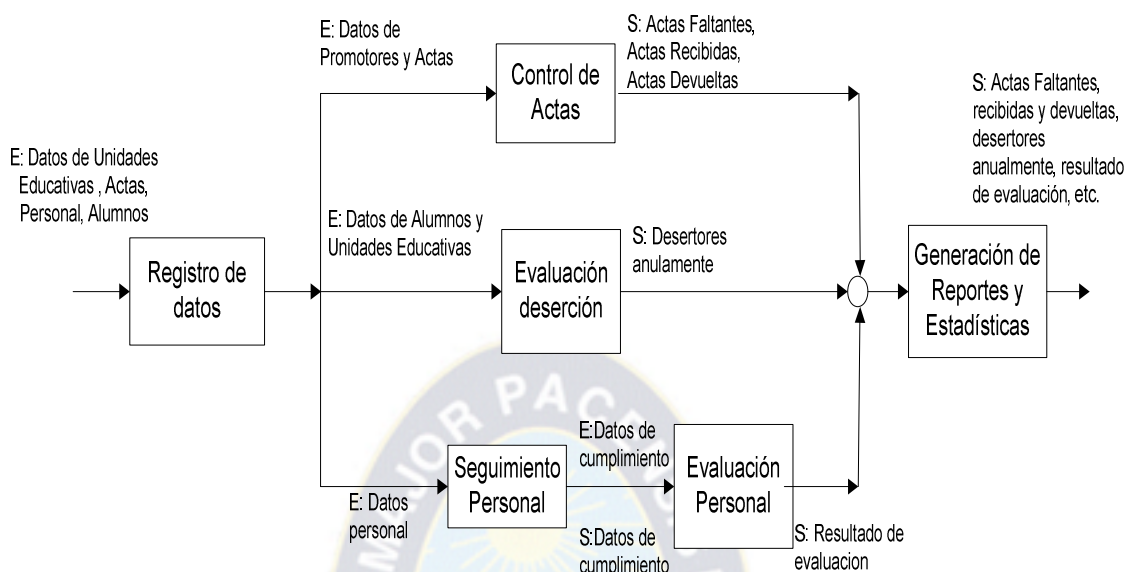 E: Datos de
Promotores y Actas
Control de
Actas
S: Actas Faltantes,
Actas Recibidas,
Actas Devueltas
S: Actas Faltantes,
recibidas y devueltas,
desertores
anualmente, resultado
de evaluación, etc.
E: Datos de Unidades
Educativas , Actas,
Personal, Alumnos
Registro de
datos
E: Datos de Alumnos y
Unidades Educativas
Evaluación
deserción
S: Desertores
anulamente
Generación de
Reportes y
Estadísticas
E: Datos
personal
Seguimiento
Personal
E:Datos de
cumplimiento
S:Datos de
cumplimiento
Evaluación
Personal
S: Resultado de
evaluacion
MAJOR PACENSIS